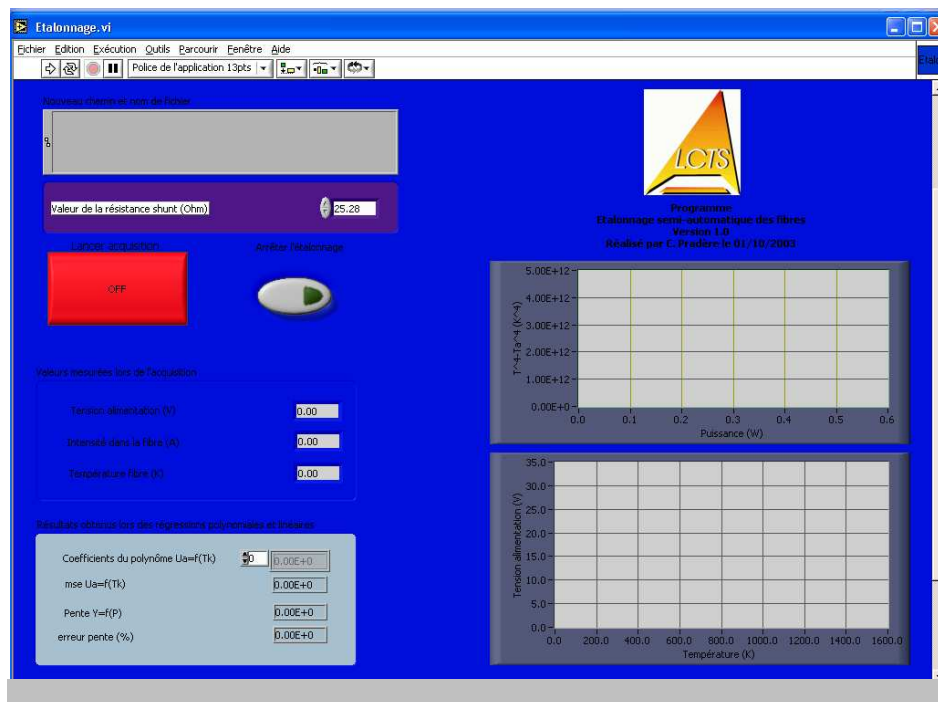 Etalonnage.vi
Fichier Edition Exécution Outils Parcourir Fenêtre Aide
Police de l'application 13pts
Etal
Nouveau chemin et nom de fichier
Valeur de la résistance shunt (Ohm)
25.28
Lancer acquisition
Arrêter l'étalonnage
OFF
LCTS
Programme
Etalonnage semi-automatique des fibres
Version 1.0
Réalisé par C. Pradère le 01/10/2003
Valeurs mesurées lors de l'acquisition
Tension alimentation (V)
0.00
Intensité dans la fibre (A)
0.00
Température fibre (K)
0.00
Résultats obtenus lors des régressions polynomiales et linéaires
Coefficients du polynôme Ua=f(Tk)
0
0.00E+0
mse Ua=f(Tk)
0.00E+0
Pente Y=f(P)
0.00E+0
erreur pente (%)
0.00E+0
T^4-Ta^4 (K^4)
5.00E+12
4.00E+12
3.00E+12
2.00E+12
1.00E+12
0.00E+0
0.0 0.1 0.2 0.3 0.4 0.5 0.6
Puissance (W)
Tension alimentation (V)
35.0
30.0
25.0
20.0
15.0
10.0
5.0
0.0
0.0 200.0 400.0 600.0 800.0 1000.0 1200.0 1400.0 1600.0
Température (K)